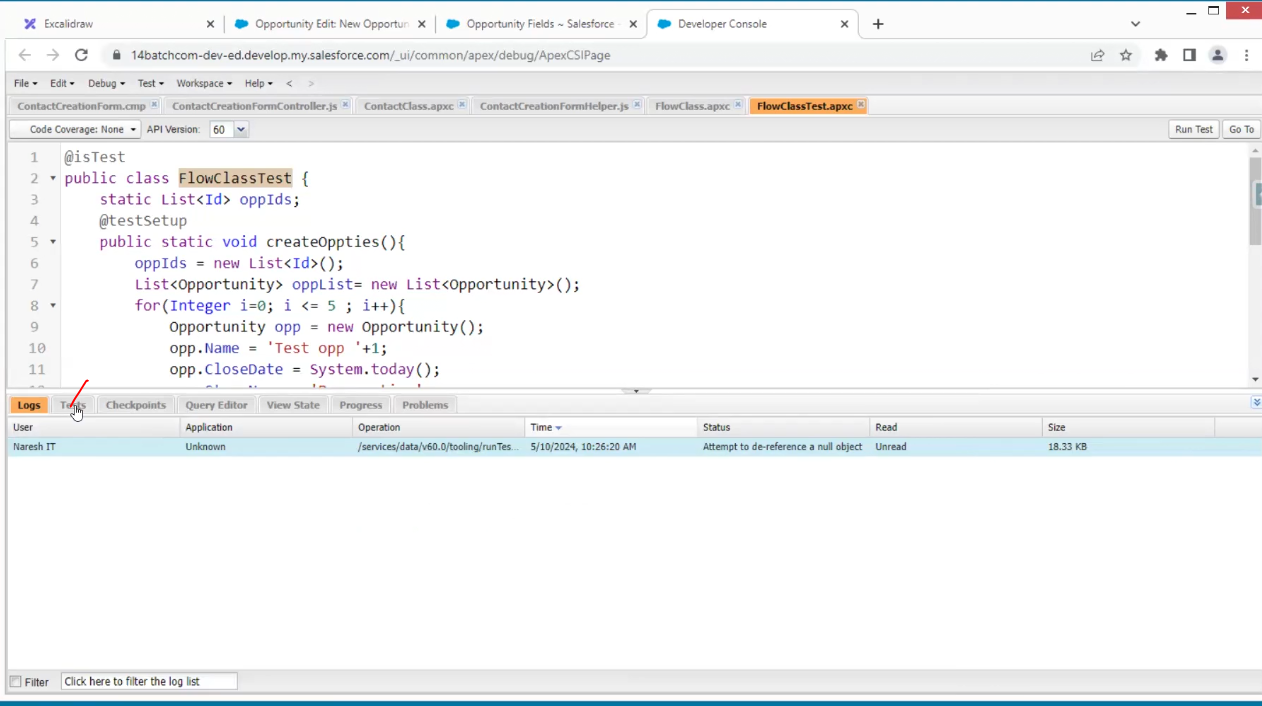 Excalidraw
Opportunity Edit: New Opportun
Opportunity Fields ~ Salesforce -
Developer Console
14batchcom-dev-ed.develop.my.salesforce.com/_ui/common/apex/debug/ApexCSIPage
File Edit Debug Test Workspace Help < >
ContactCreationForm.cmp ContactCreationFormController.js ContactClass.apxc ContactCreationFormHelper.js FlowClass.apxc FlowClassTest.apxc
Code Coverage: None API Version: 60 Run Test Go To
1 @isTest
2 public class FlowClassTest {
3 static List<Id> oppIds;
4 @testSetup
5 public static void createOppties(){
6 oppIds = new List<Id>();
7 List<Opportunity> oppList= new List<Opportunity>();
8 for(Integer i=0; i <= 5 ; i++){
9 Opportunity opp = new Opportunity();
10 opp.Name = 'Test opp '+1;
11 opp.CloseDate = System.today();
Logs Tests Checkpoints Query Editor View State Progress Problems
User Application Operation Time Status Read Size
Naresh IT Unknown /services/data/v60.0/tooling/runTes... 5/10/2024, 10:26:20 AM Attempt to de-reference a null object Unread 18.33 KB
Filter Click here to filter the log list